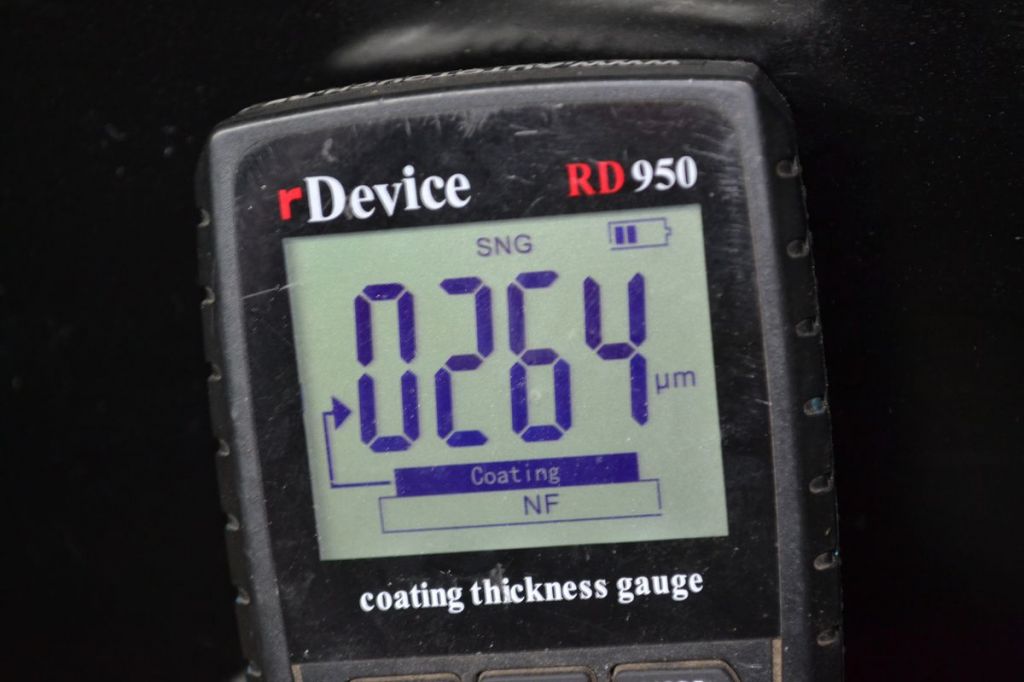 rDevice RD950
SNG
0264 µm
Coating
NF
coating thickness gauge